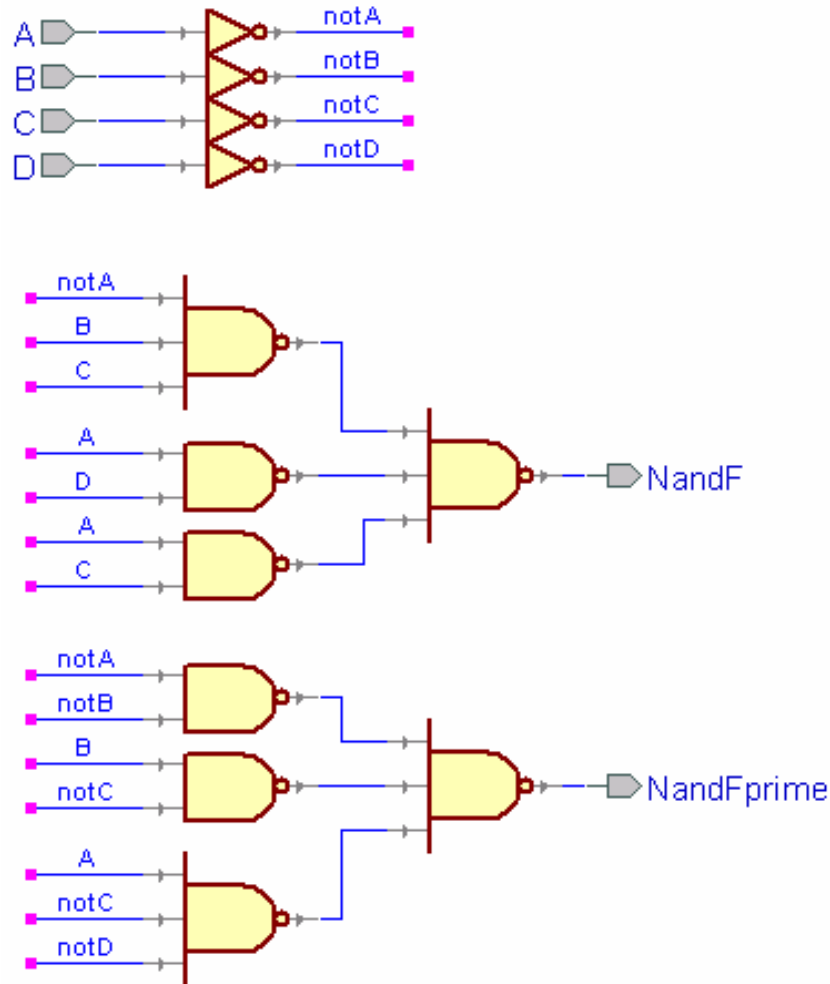 A
notA
B
notB
C
notC
D
notD
notA
B
C
A
D
A
C
NandF
notA
notB
B
notC
A
notC
notD
NandFprime